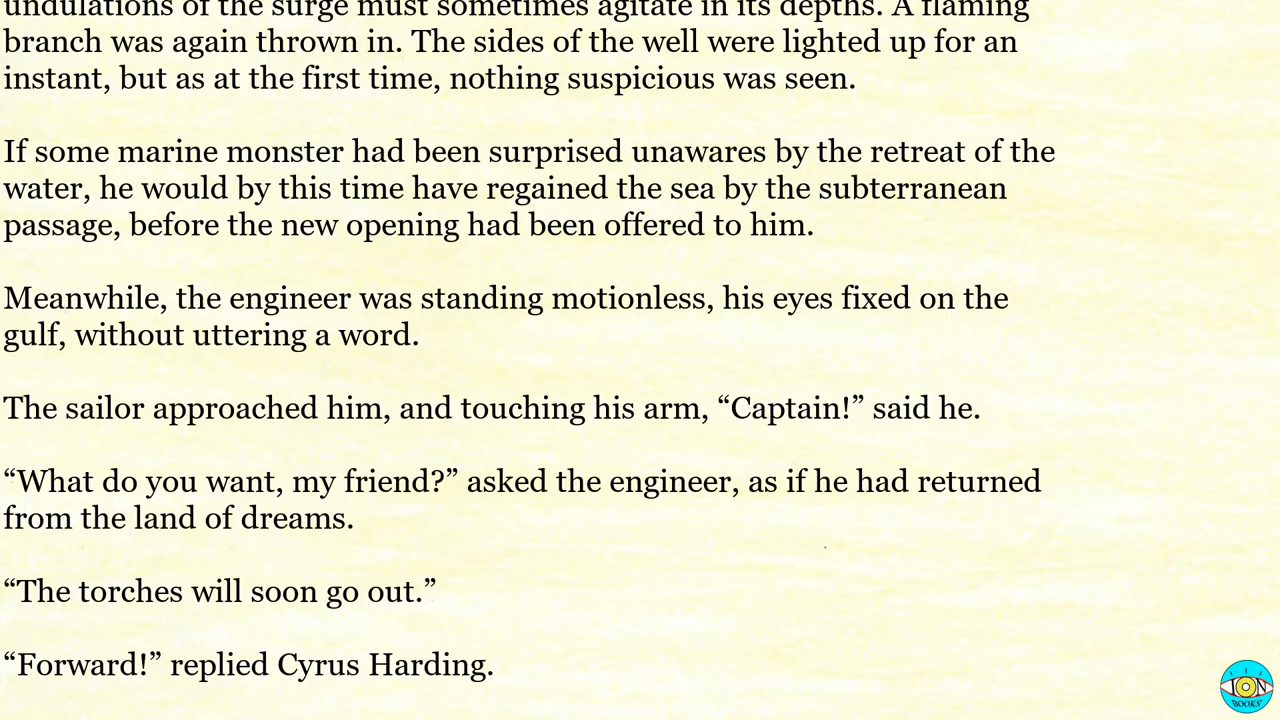 undulations of the surge must sometimes agitate in its depths. A flaming
branch was again thrown in. The sides of the well were lighted up for an
instant, but as at the first time, nothing suspicious was seen.
If some marine monster had been surprised unawares by the retreat of the
water, he would by this time have regained the sea by the subterranean
passage, before the new opening had been offered to him.
Meanwhile, the engineer was standing motionless, his eyes fixed on the
gulf, without uttering a word.
The sailor approached him, and touching his arm, “Captain!” said he.
“What do you want, my friend?” asked the engineer, as if he had returned
from the land of dreams.
“The torches will soon go out.”
“Forward!” replied Cyrus Harding.
ION
BOOKS